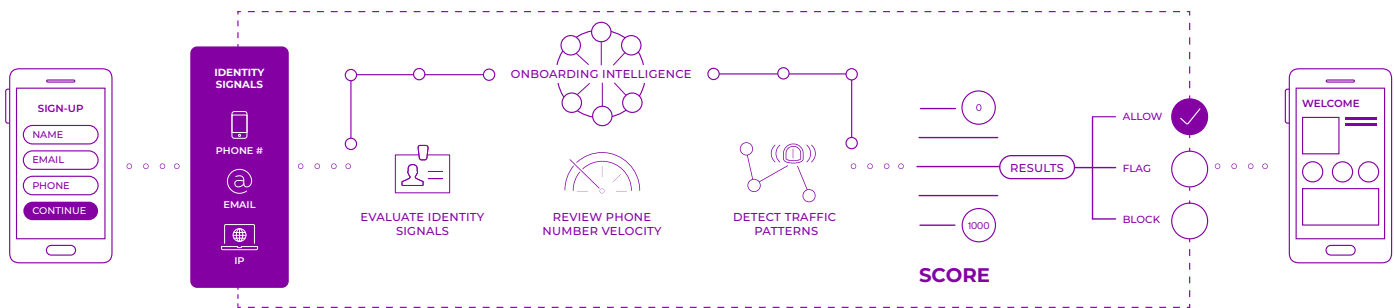 SIGN-UP
NAME
EMAIL
PHONE
CONTINUE
IDENTITY
SIGNALS
PHONE #
@
EMAIL
IP
ONBOARDING INTELLIGENCE
EVALUATE IDENTITY
SIGNALS
REVIEW PHONE
NUMBER VELOCITY
DETECT TRAFFIC
PATTERNS
0
1000
SCORE
RESULTS
ALLOW
FLAG
BLOCK
WELCOME